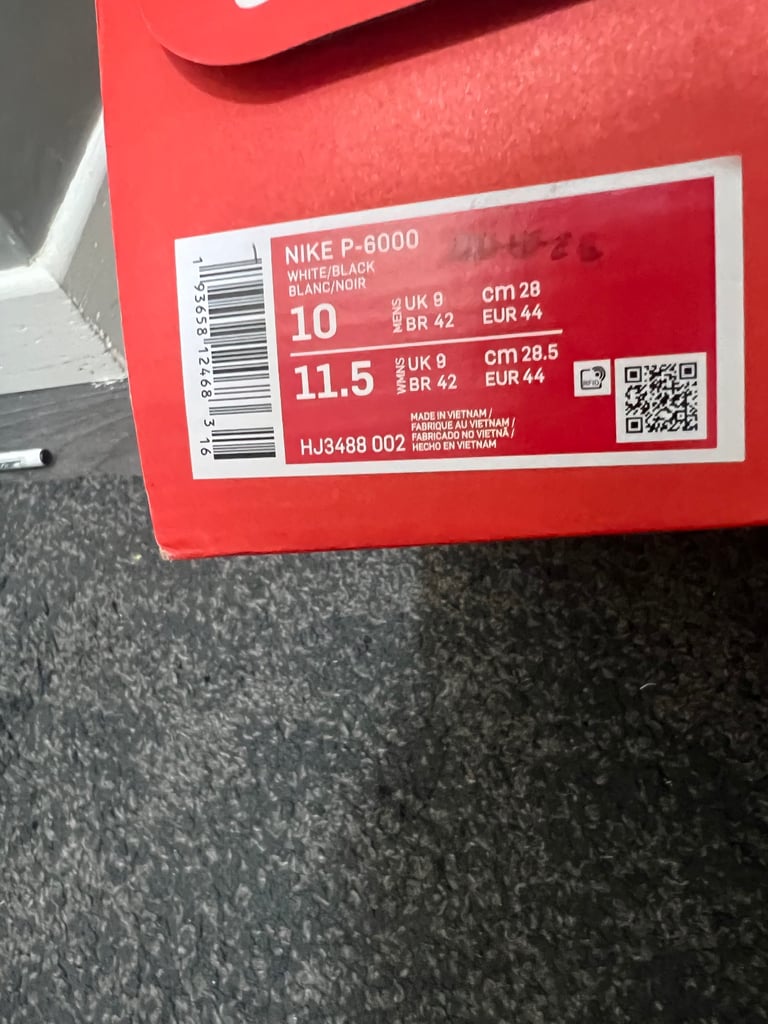 NIKE P-6000
WHITE/BLACK
BLANC/NOIR
10 MENS UK 9 cm 28
BR 42 EUR 44
11.5 WMNS UK 9 cm 28.5
BR 42 EUR 44
RFID
HJ3488 002
MADE IN VIETNAM /
FABRIQUE AU VIETNAM /
FABRICADO NO VIETNÃ /
HECHO EN VIETNAM
1 93658 12468 3 16